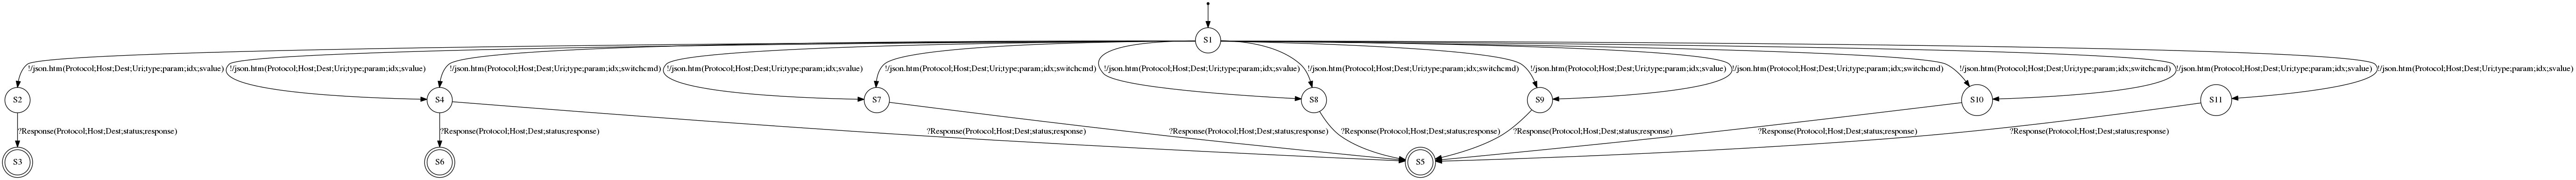 S1
!/json.htm(Protocol;Host;Dest;Uri;type;param;idx;svalue)
!/json.htm(Protocol;Host;Dest;Uri;type;param;idx;svalue)
!/json.htm(Protocol;Host;Dest;Uri;type;param;idx;switchcmd)
!/json.htm(Protocol;Host;Dest;Uri;type;param;idx;svalue)
!/json.htm(Protocol;Host;Dest;Uri;type;param;idx;switchcmd)
!/json.htm(Protocol;Host;Dest;Uri;type;param;idx;svalue)
!/json.htm(Protocol;Host;Dest;Uri;type;param;idx;switchcmd)
!/json.htm(Protocol;Host;Dest;Uri;type;param;idx;svalue)
!/json.htm(Protocol;Host;Dest;Uri;type;param;idx;switchcmd)
!/json.htm(Protocol;Host;Dest;Uri;type;param;idx;switchcmd)
!/json.htm(Protocol;Host;Dest;Uri;type;param;idx;svalue)
!/json.htm(Protocol;Host;Dest;Uri;type;param;idx;svalue)
S2
S4
S7
S8
S9
S10
S11
?Response(Protocol;Host;Dest;status;response)
?Response(Protocol;Host;Dest;status;response)
?Response(Protocol;Host;Dest;status;response)
?Response(Protocol;Host;Dest;status;response)
?Response(Protocol;Host;Dest;status;response)
?Response(Protocol;Host;Dest;status;response)
?Response(Protocol;Host;Dest;status;response)
?Response(Protocol;Host;Dest;status;response)
S3
S6
S5